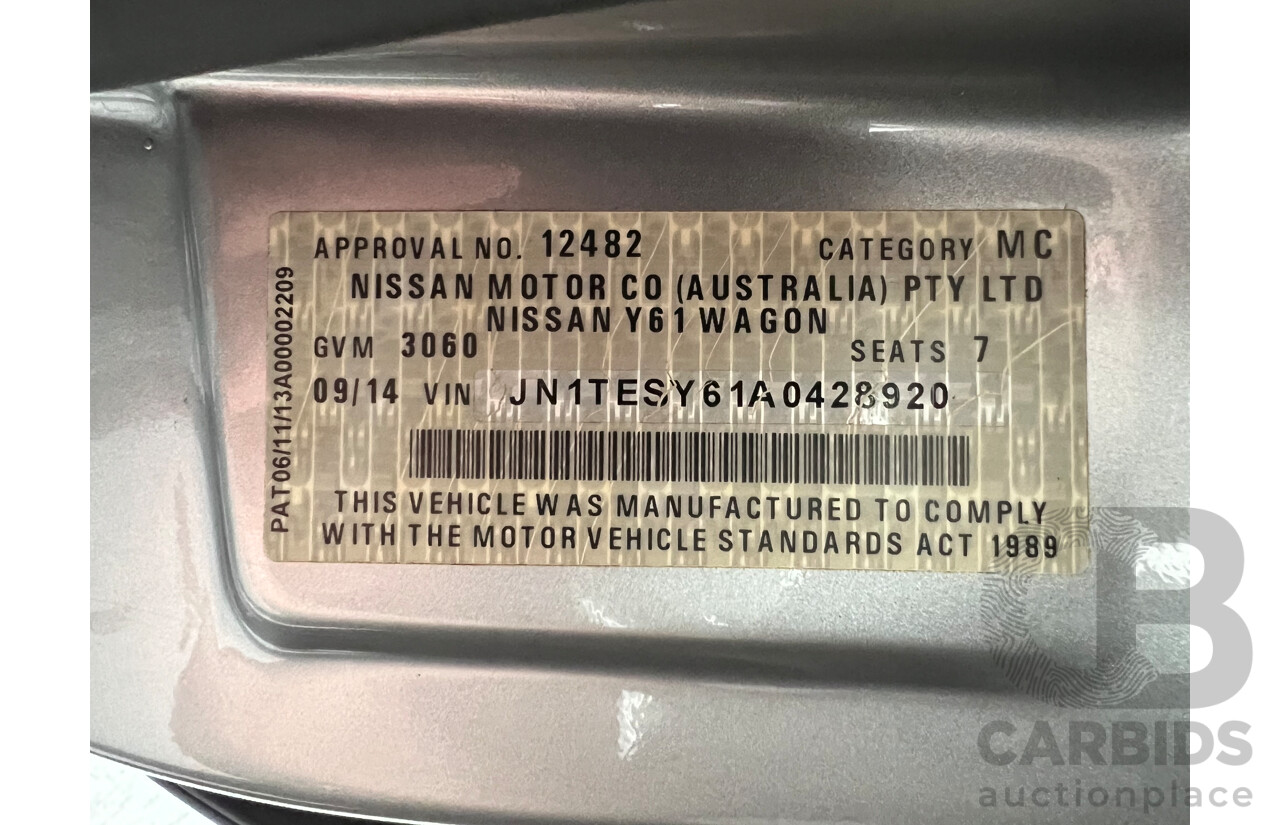 APPROVAL NO. 12482 CATEGORY MC
NISSAN MOTOR CO (AUSTRALIA) PTY LTD
NISSAN Y61 WAGON
GVM 3060 SEATS 7
09/14 VIN JN1TESY61A0428920
THIS VEHICLE WAS MANUFACTURED TO COMPLY
WITH THE MOTOR VEHICLE STANDARDS ACT 1989
PAT06/11/13A00002209
CB
CARBIDS
auctionplace